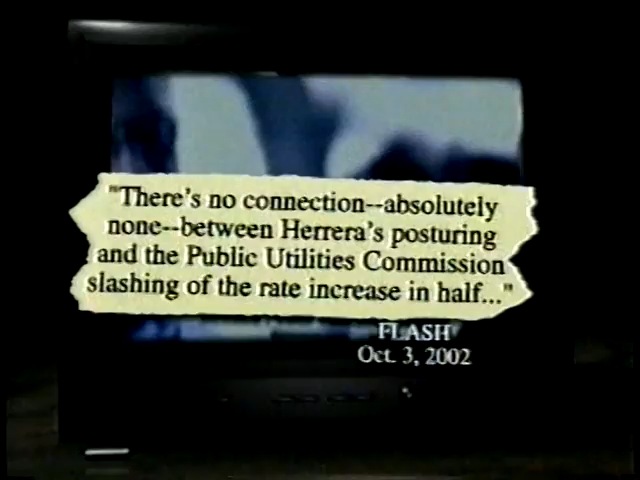 "There's no connection--absolutely
none--between Herrera's posturing
and the Public Utilities Commission
slashing of the rate increase in half..."
FLASH
Oct. 3, 2002